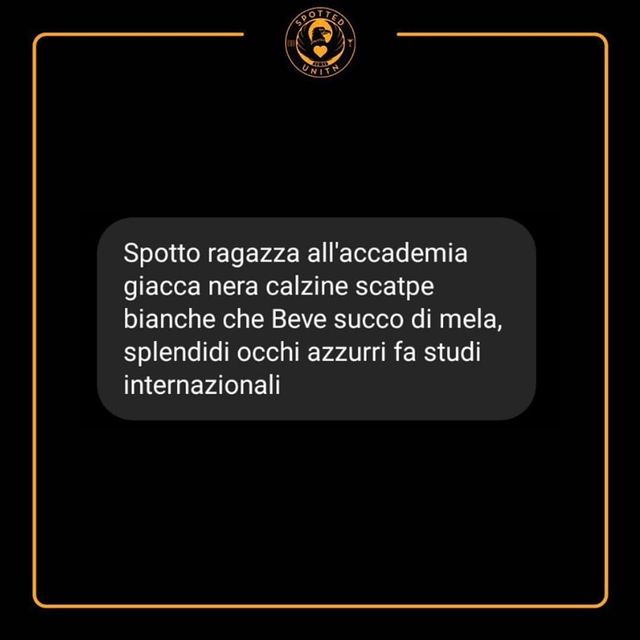 SPOTTED
UNITN
Spotto ragazza all'accademia
giacca nera calzine scatpe
bianche che Beve succo di mela,
splendidi occhi azzurri fa studi
internazionali